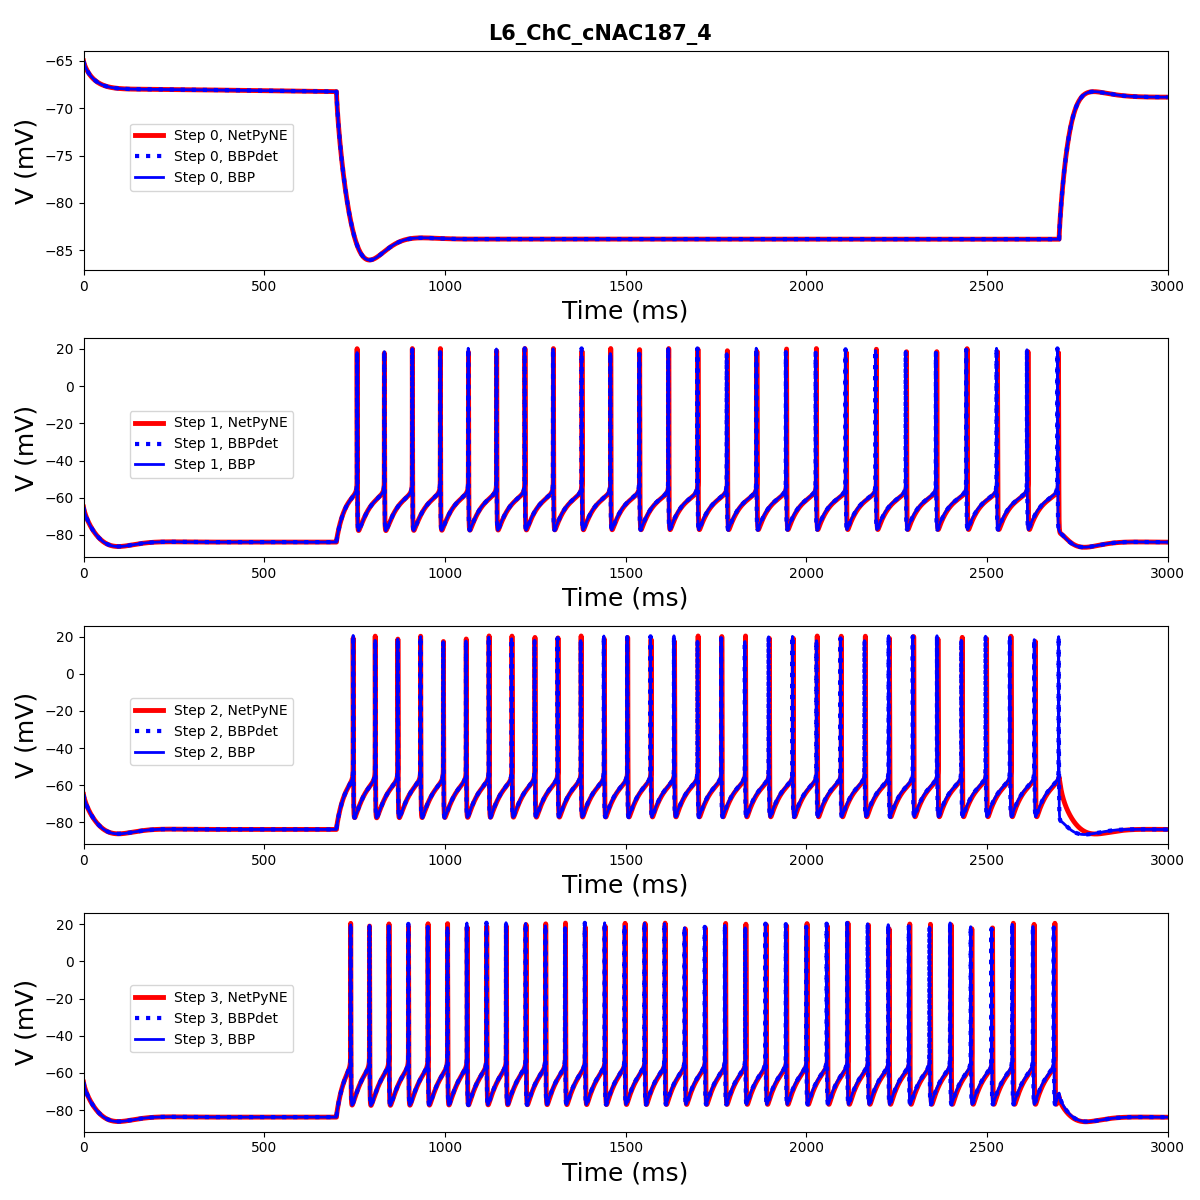 L6_ChC_cNAC187_4
−65
−70
−75
−80
−85
V (mV)
Step 0, NetPyNE
Step 0, BBPdet
Step 0, BBP
0 500 1000 1500 2000 2500 3000
Time (ms)
20
0
−20
−40
−60
−80
V (mV)
Step 1, NetPyNE
Step 1, BBPdet
Step 1, BBP
0 500 1000 1500 2000 2500 3000
Time (ms)
20
0
−20
−40
−60
−80
V (mV)
Step 2, NetPyNE
Step 2, BBPdet
Step 2, BBP
0 500 1000 1500 2000 2500 3000
Time (ms)
20
0
−20
−40
−60
−80
V (mV)
Step 3, NetPyNE
Step 3, BBPdet
Step 3, BBP
0 500 1000 1500 2000 2500 3000
Time (ms)